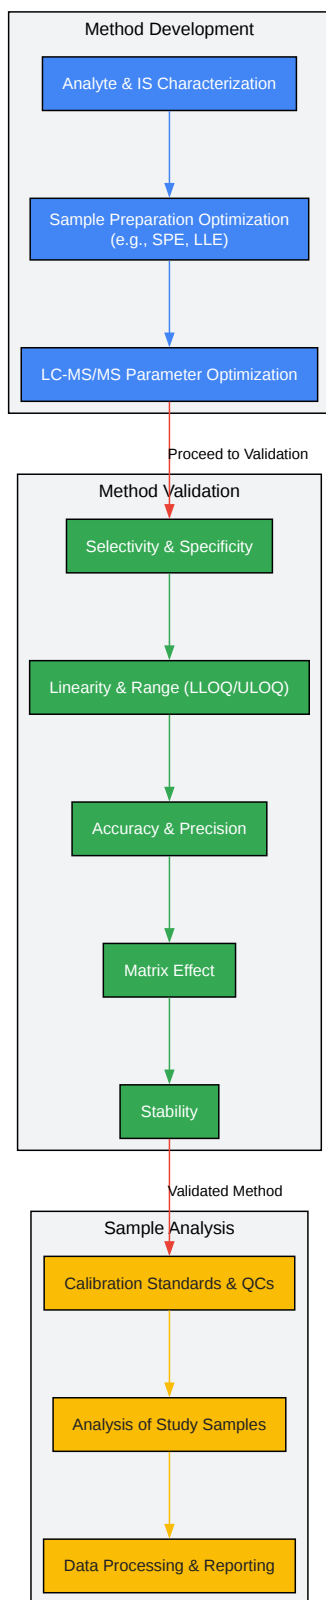 Method Development
Analyte & IS Characterization
Sample Preparation Optimization
(e.g., SPE, LLE)
LC-MS/MS Parameter Optimization
Proceed to Validation
Method Validation
Selectivity & Specificity
Linearity & Range (LLOQ/ULOQ)
Accuracy & Precision
Matrix Effect
Stability
Validated Method
Sample Analysis
Calibration Standards & QCs
Analysis of Study Samples
Data Processing & Reporting